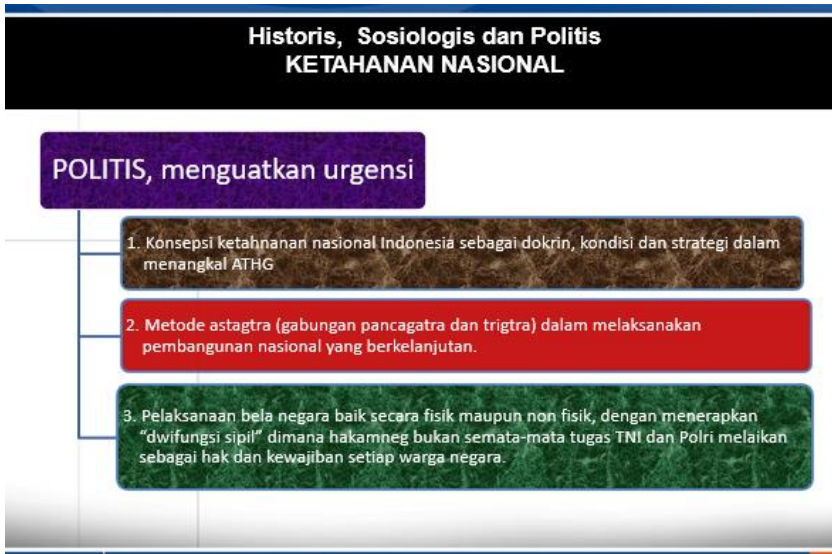 Historis, Sosiologis dan Politis
KETAHANAN NASIONAL
POLITIS, menguatkan urgensi
1. Konsepsi ketahnanan nasional Indonesia sebagai dokrin, kondisi dan strategi dalam
menangkal ATHG
2. Metode astagtra (gabungan pancagatra dan trigtra) dalam melaksanakan
pembangunan nasional yang berkelanjutan.
3. Pelaksanaan bela negara baik secara fisik maupun non fisik, dengan menerapkan
“dwifungsi sipil” dimana hakamneg bukan semata-mata tugas TNI dan Polri melaikan
sebagai hak dan kewajiban setiap warga negara.